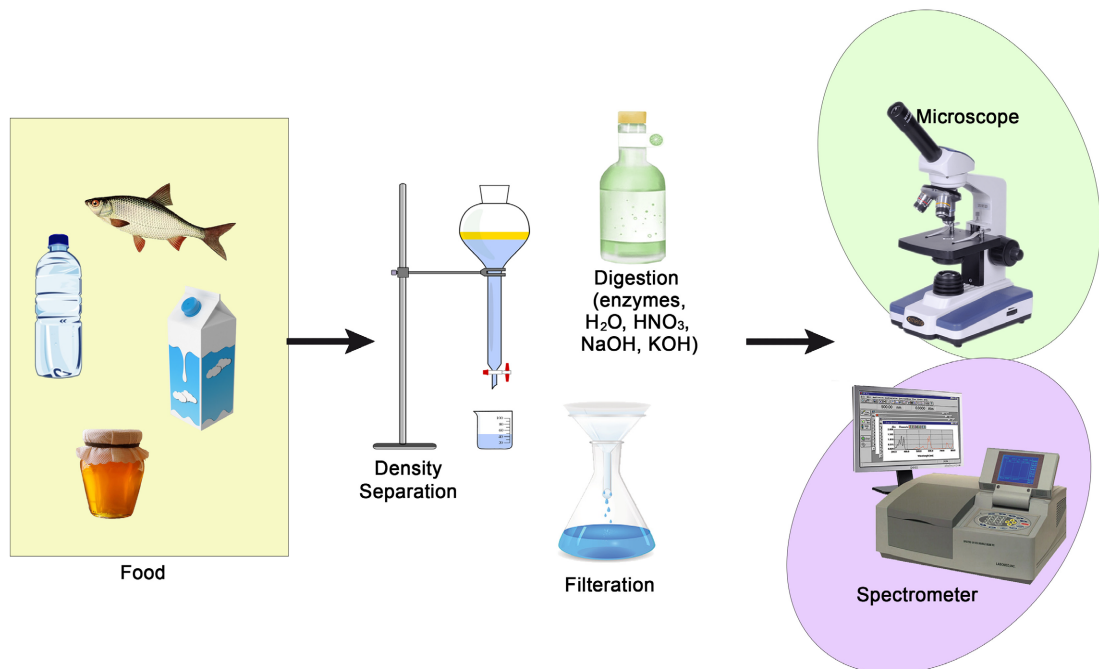 Food
Density
Separation
Digestion
(enzymes,
H₂O, HNO₃,
NaOH, KOH)
Filteration
Microscope
Spectrometer